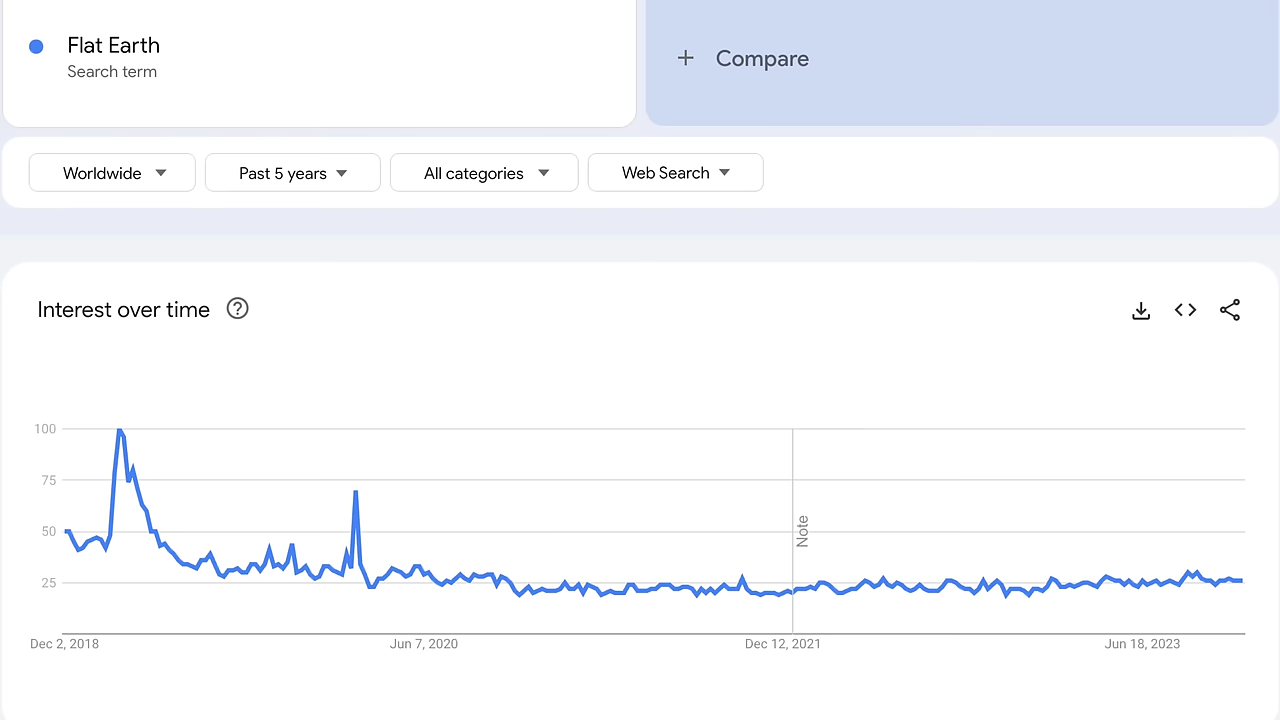 Flat Earth
Search term
+ Compare
Worldwide
Past 5 years
All categories
Web Search
Interest over time
100
75
50
25
Note
Dec 2, 2018
Jun 7, 2020
Dec 12, 2021
Jun 18, 2023